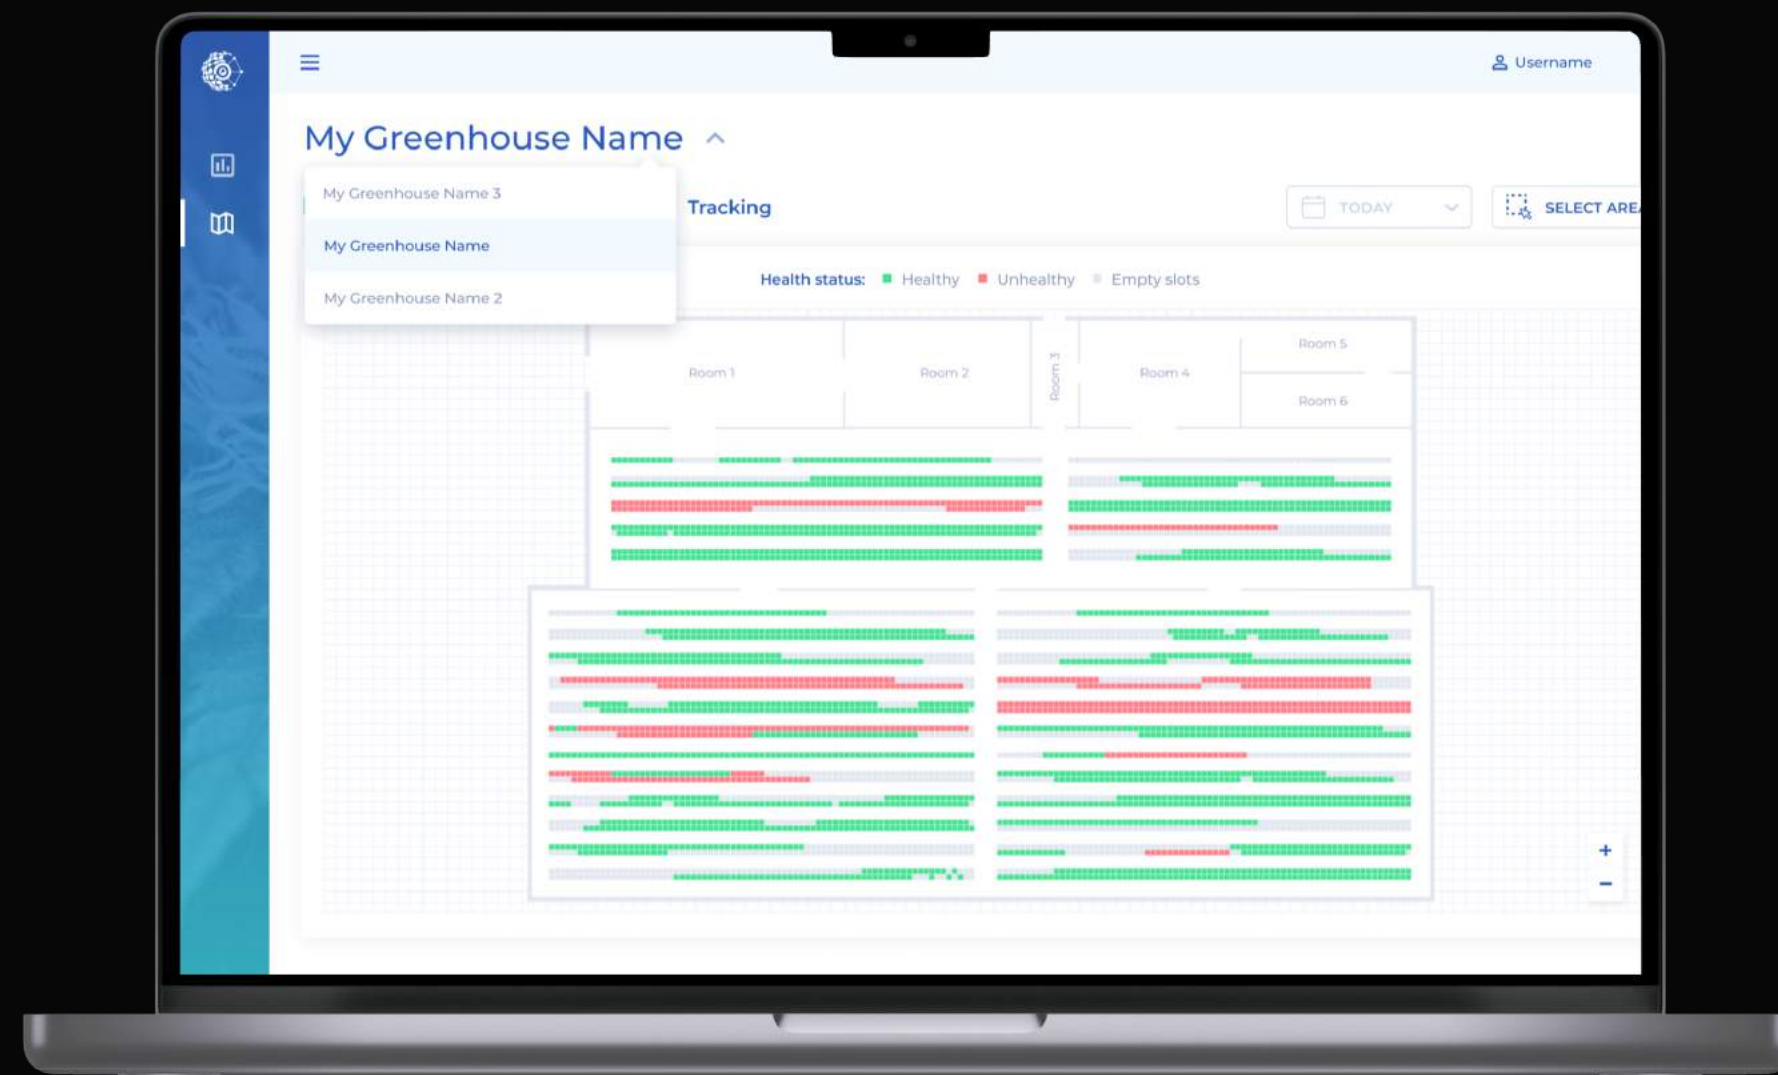 Username
My Greenhouse Name
My Greenhouse Name 3
My Greenhouse Name
My Greenhouse Name 2
Tracking
TODAY
SELECT AREA
Health status: Healthy Unhealthy Empty slots
Room 1
Room 2
Room 3
Room 4
Room 5
Room 6
+
−